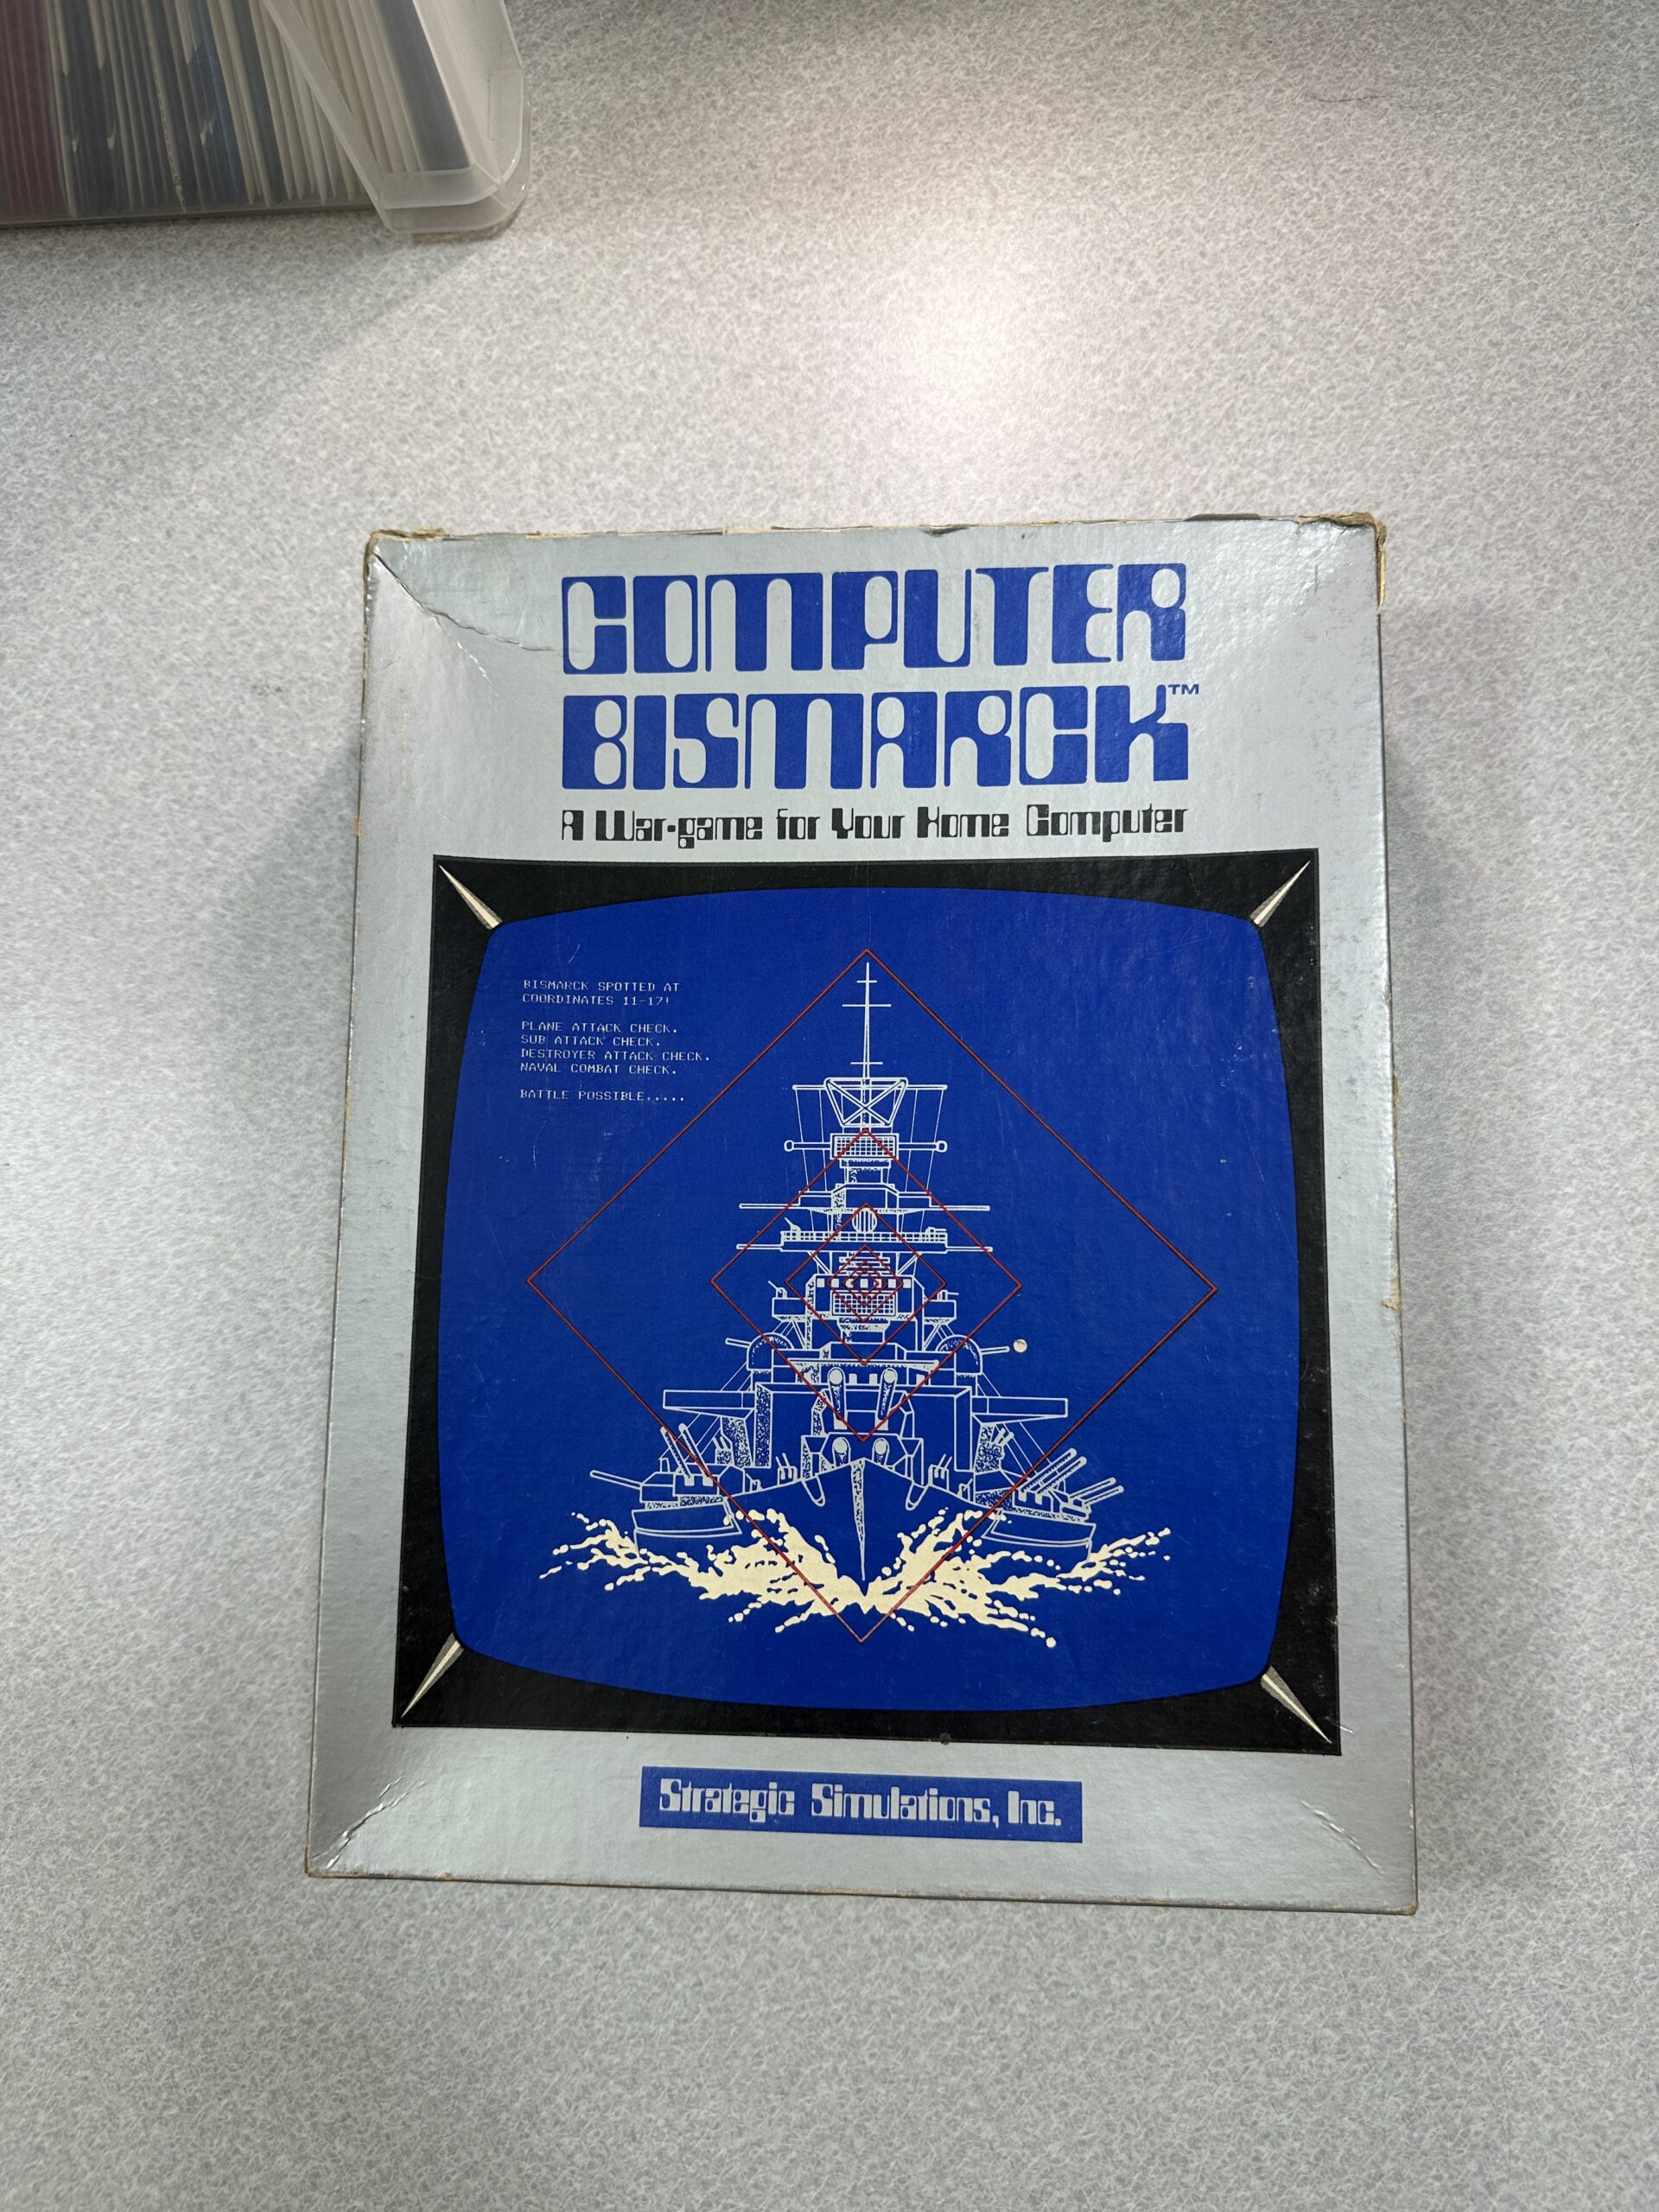 COMPUTER
BISMARCK™
A War-game for Your Home Computer
BISMARCK SPOTTED AT
COORDINATES 11-17!
PLANE ATTACK CHECK.
SUB ATTACK CHECK.
DESTROYER ATTACK CHECK.
NAVAL COMBAT CHECK.
BATTLE POSSIBLE.....
Strategic Simulations, Inc.